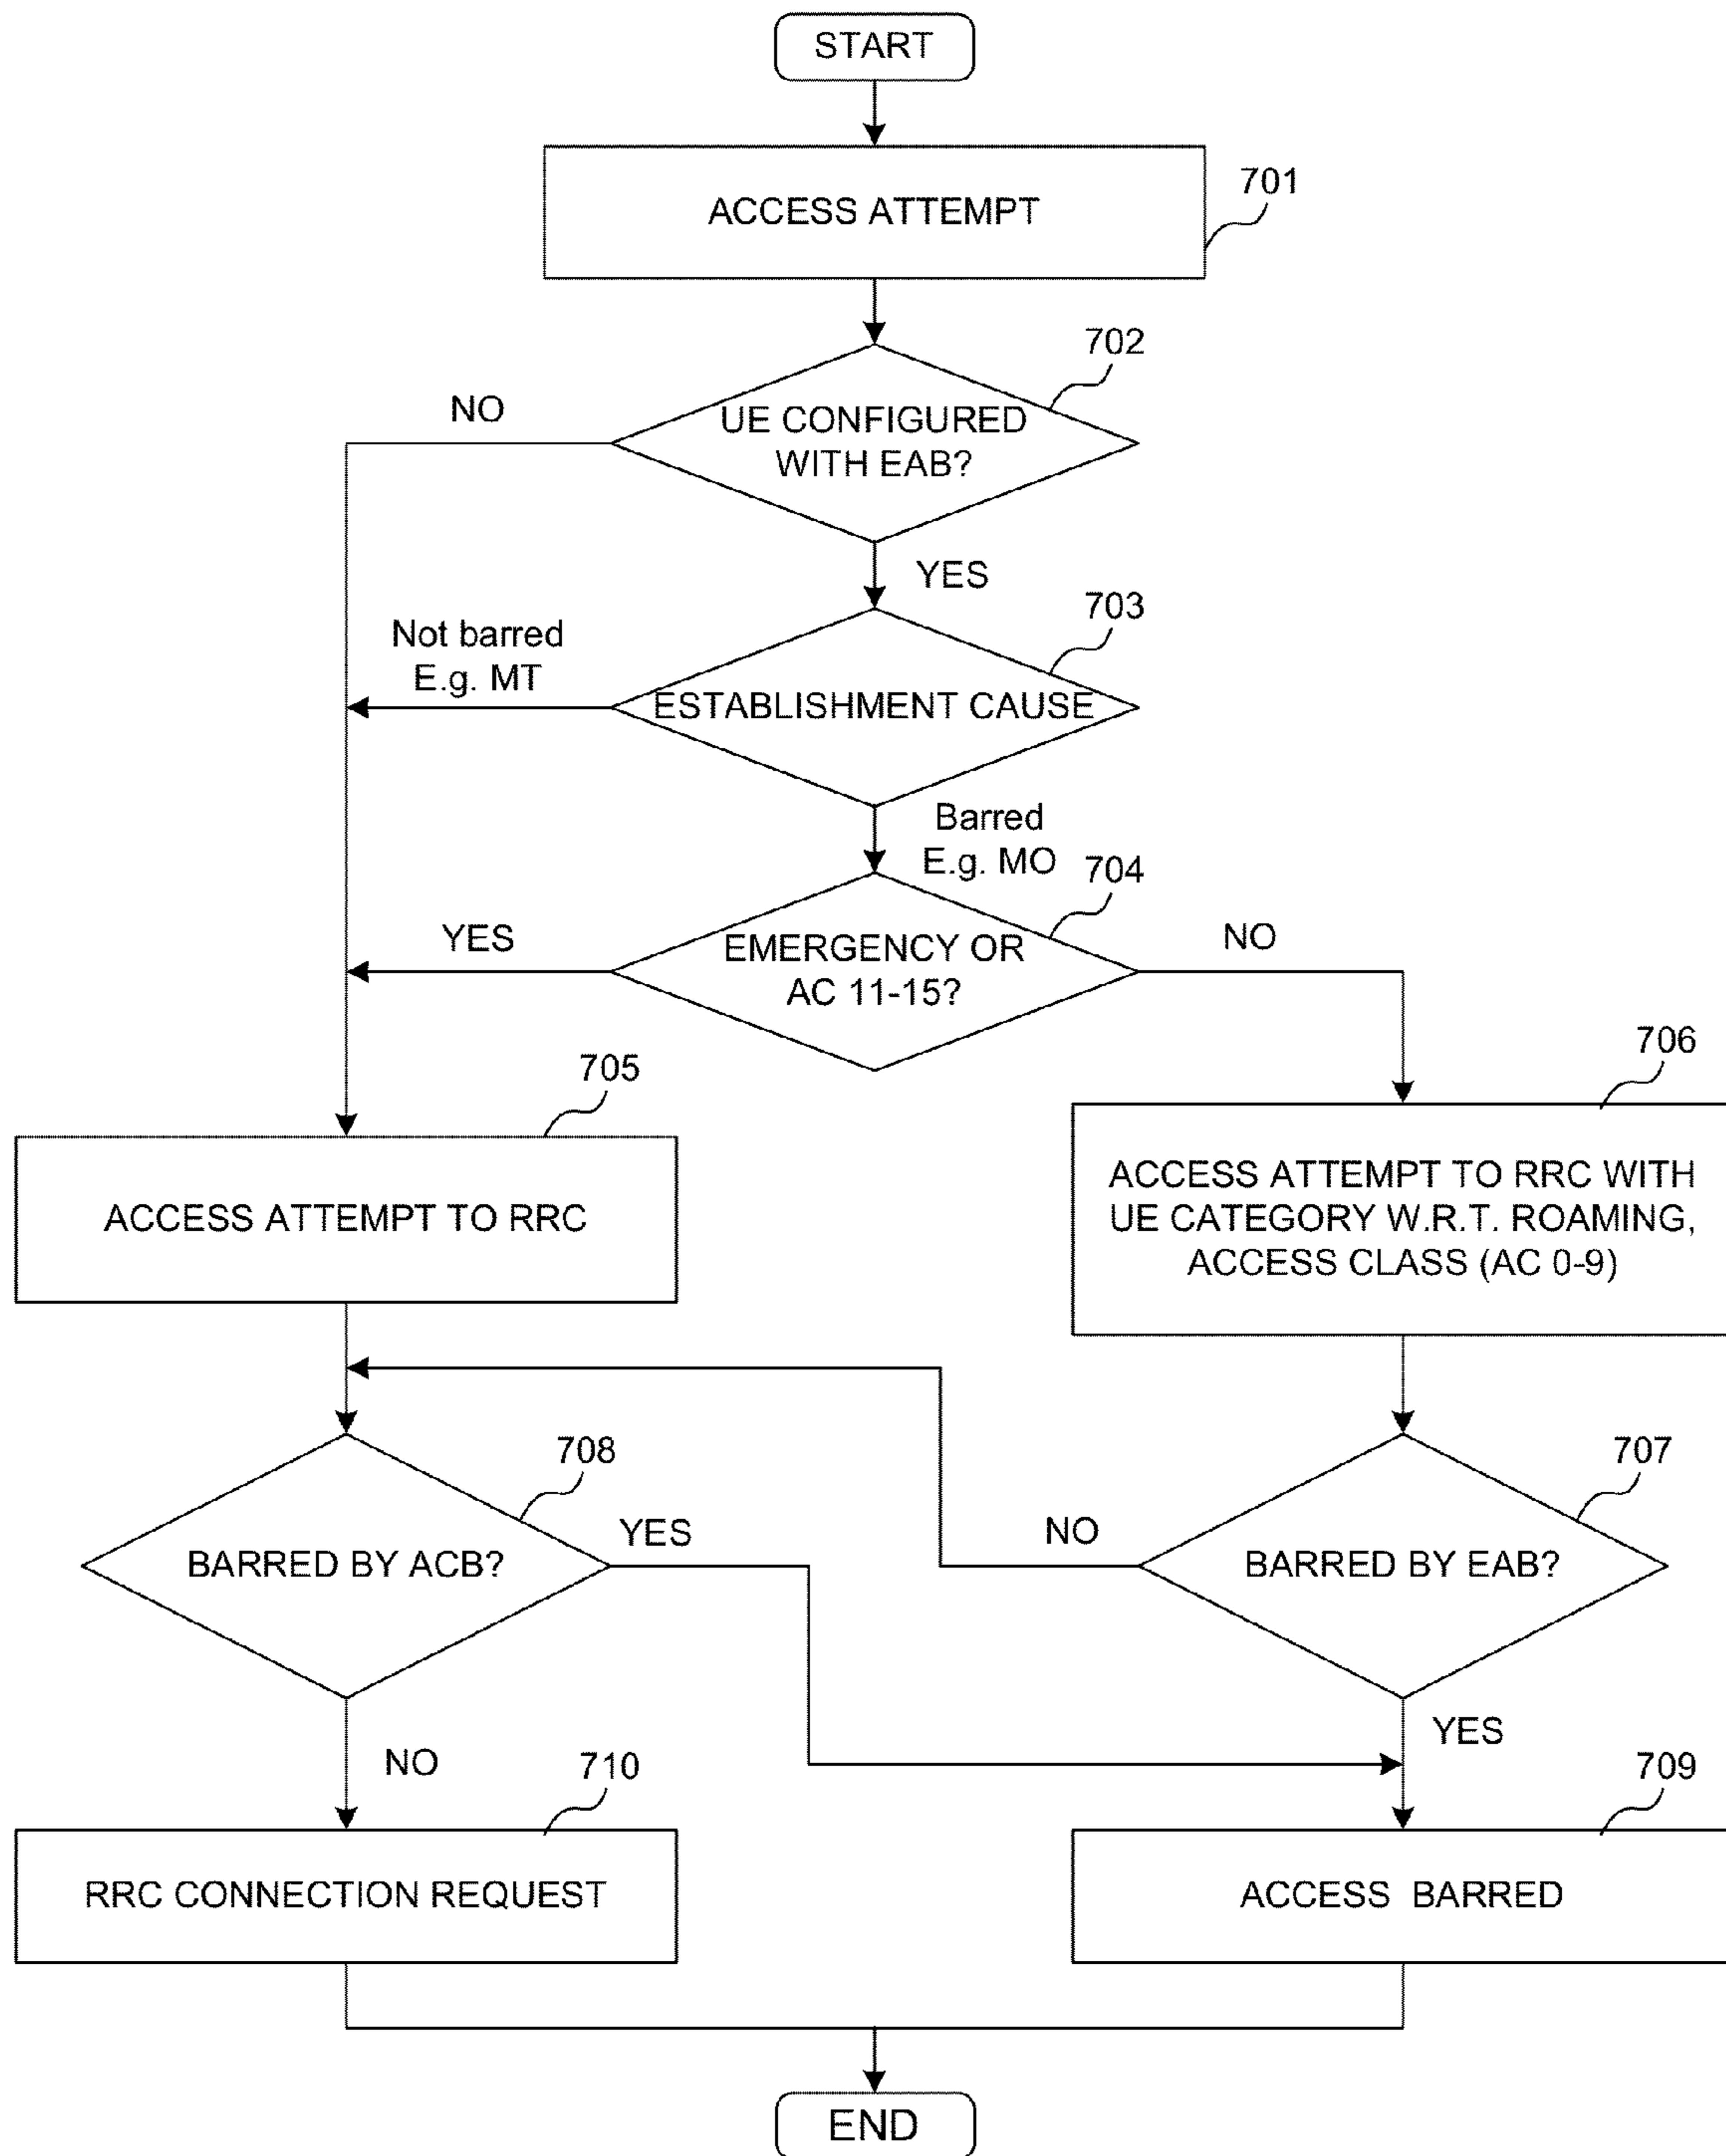 START
ACCESS ATTEMPT
701
702
NO
UE CONFIGURED
WITH EAB?
YES
703
Not barred
E.g. MT
ESTABLISHMENT CAUSE
Barred
E.g. MO
704
YES
EMERGENCY OR
AC 11-15?
NO
705
706
ACCESS ATTEMPT TO RRC
ACCESS ATTEMPT TO RRC WITH
UE CATEGORY W.R.T. ROAMING,
ACCESS CLASS (AC 0-9)
708
707
YES
NO
BARRED BY ACB?
BARRED BY EAB?
NO
YES
710
709
RRC CONNECTION REQUEST
ACCESS BARRED
END